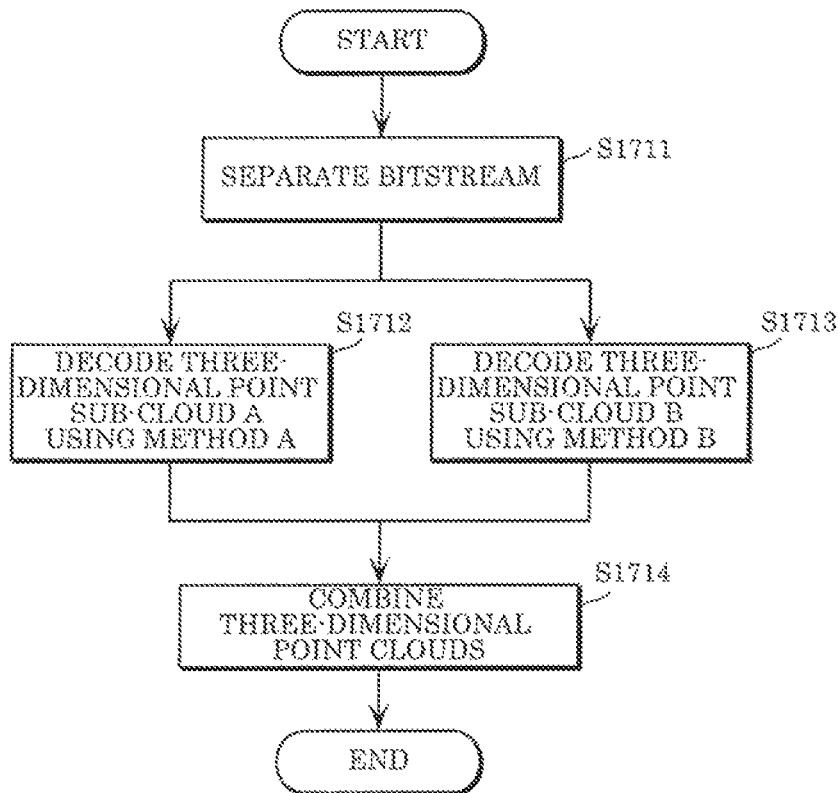 START
S1711
SEPARATE BITSTREAM
S1712
DECODE THREE-
DIMENSIONAL POINT
SUB-CLOUD A
USING METHOD A
S1713
DECODE THREE-
DIMENSIONAL POINT
SUB-CLOUD B
USING METHOD B
S1714
COMBINE
THREE-DIMENSIONAL
POINT CLOUDS
END